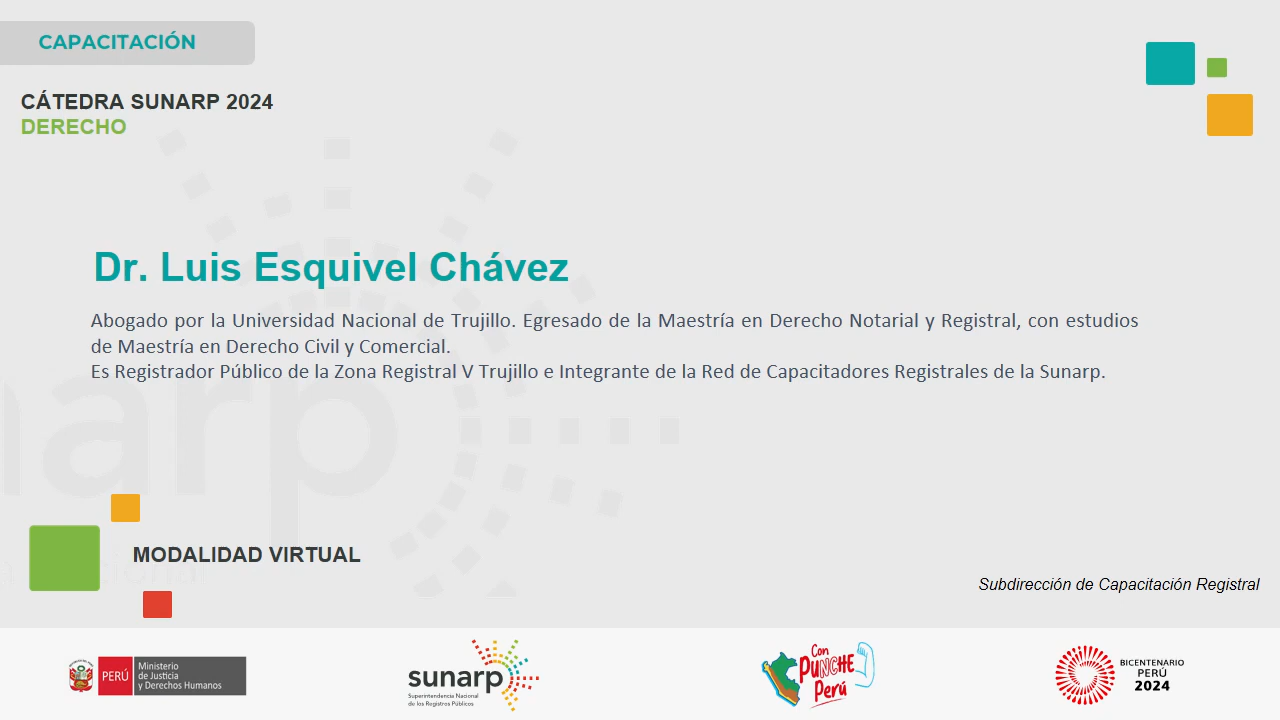 CAPACITACIÓN
CÁTEDRA SUNARP 2024
DERECHO
Dr. Luis Esquivel Chávez
Abogado por la Universidad Nacional de Trujillo. Egresado de la Maestría en Derecho Notarial y Registral, con estudios
de Maestría en Derecho Civil y Comercial.
Es Registrador Público de la Zona Registral V Trujillo e Integrante de la Red de Capacitadores Registrales de la Sunarp.
MODALIDAD VIRTUAL
Subdirección de Capacitación Registral
PERÚ
Ministerio
de Justicia
y Derechos Humanos
sunarp
Superintendencia Nacional
de los Registros Públicos
Con
PUNCHE
Perú
BICENTENARIO
PERÚ
2024